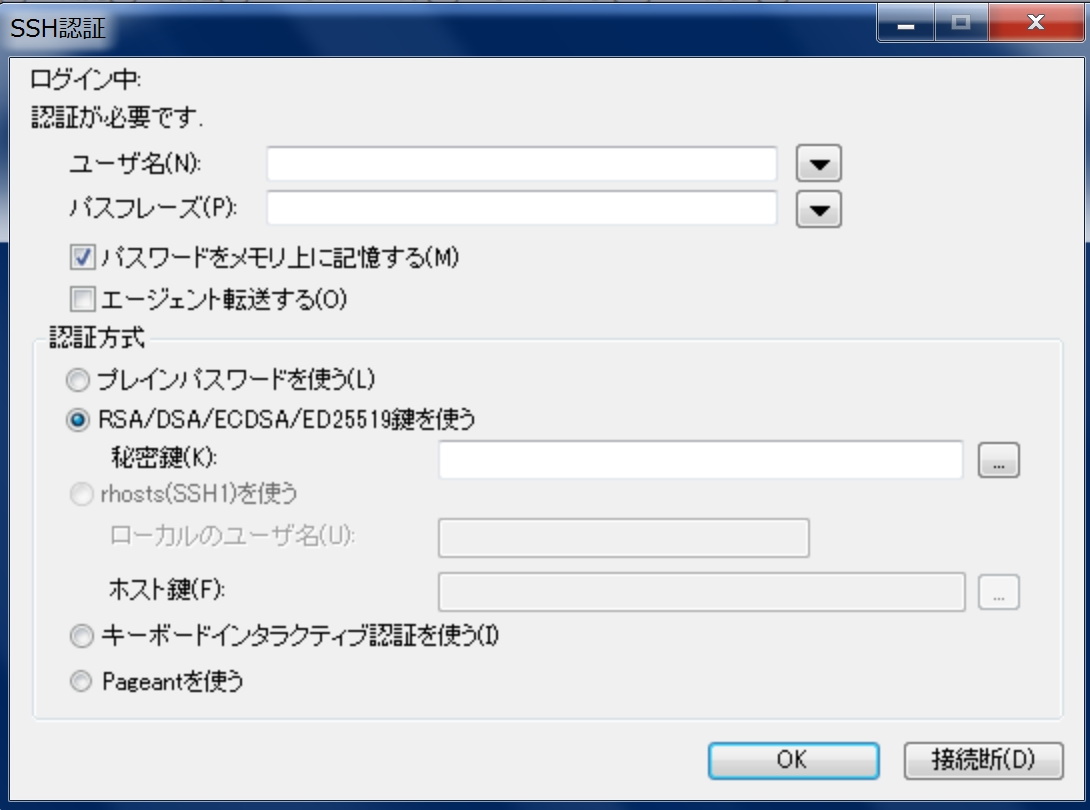 SSH認証
ログイン中:
認証が必要です.
ユーザ名(N):
パスフレーズ(P):
パスワードをメモリ上に記憶する(M)
エージェント転送する(O)
認証方式
プレインパスワードを使う(L)
RSA/DSA/ECDSA/ED25519鍵を使う
秘密鍵(K):
...
rhosts(SSH1)を使う
ローカルのユーザ名(U):
ホスト鍵(F):
...
キーボードインタラクティブ認証を使う(I)
Pageantを使う
OK
接続断(D)